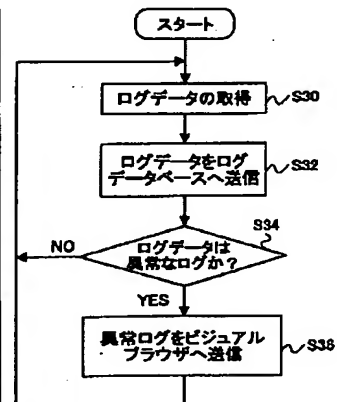 スタート
ログデータの取得
S30
ログデータをログ
データベースへ送信
S32
ログデータは
異常なログか？
S34
NO
YES
異常ログをビジュアル
ブラウザへ送信
S36